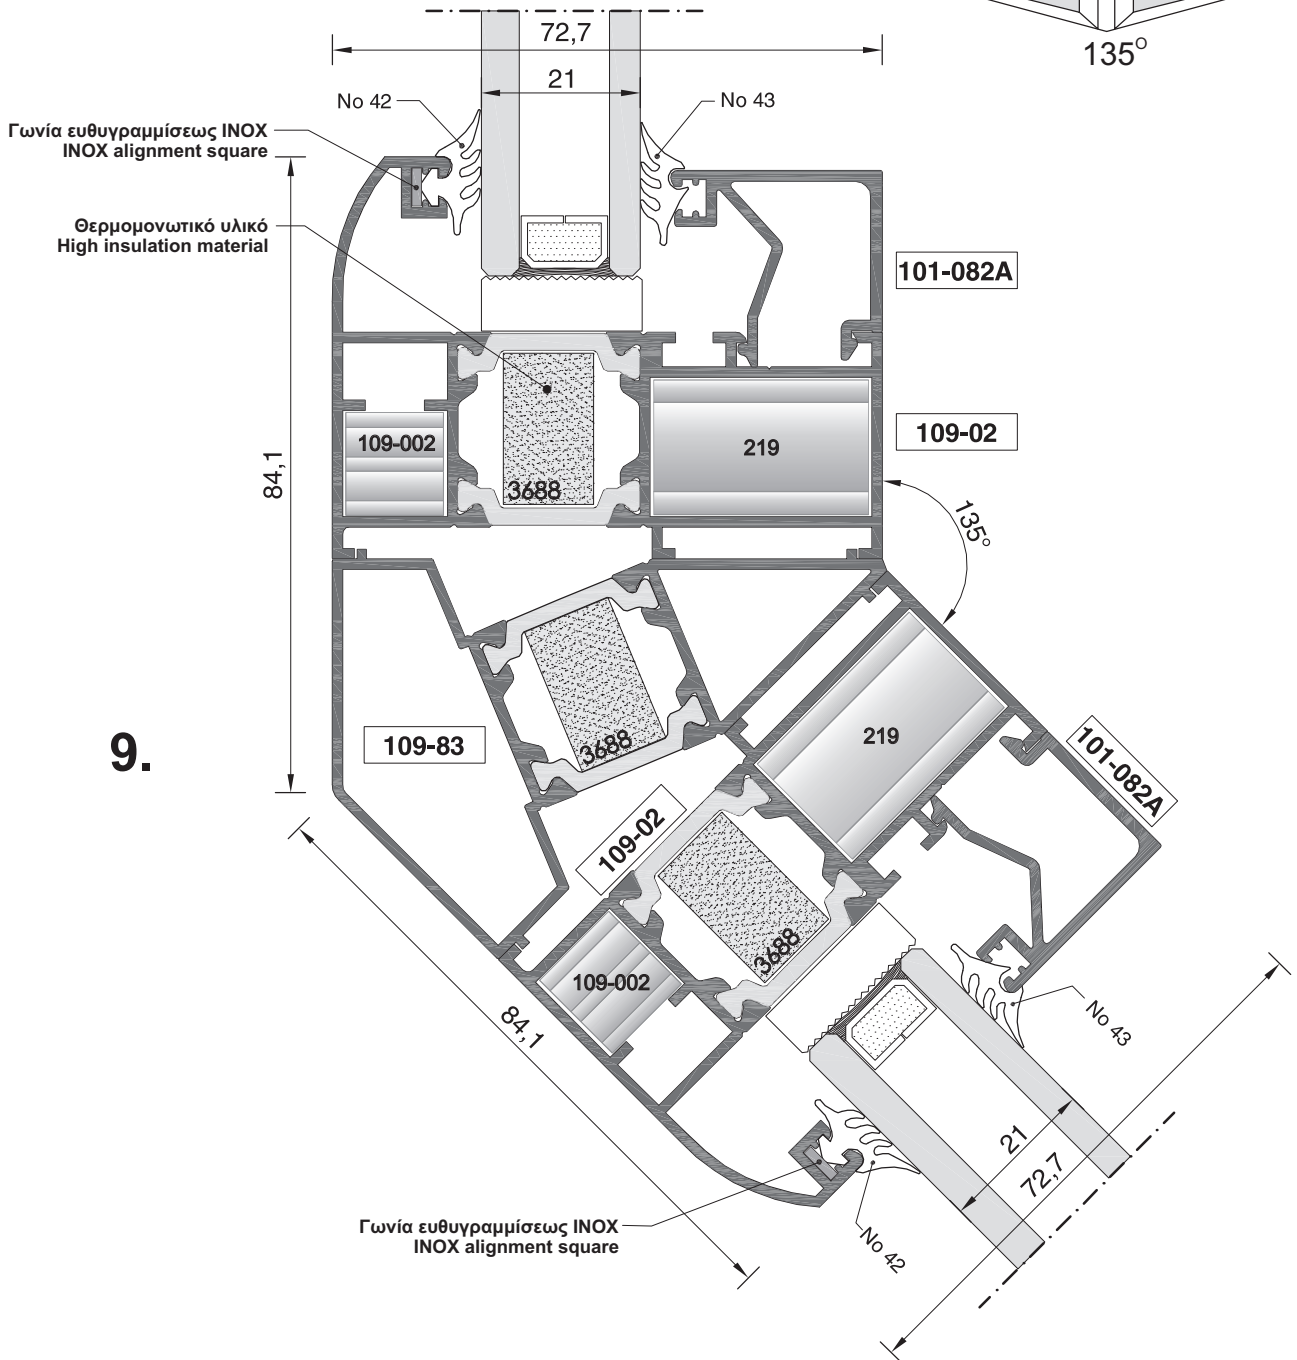 135°
72,7
21
No 42
No 43
Γωνία ευθυγραμμίσεως INOX
INOX alignment square
84,1
Θερμομονωτικό υλικό
High insulation material
101-082A
109-002
219
109-02
3688
135°
9.
109-83
3688
219
101-082A
109-02
3688
109-002
84,1
No 43
21
72,7
Γωνία ευθυγραμμίσεως INOX
INOX alignment square
No 42